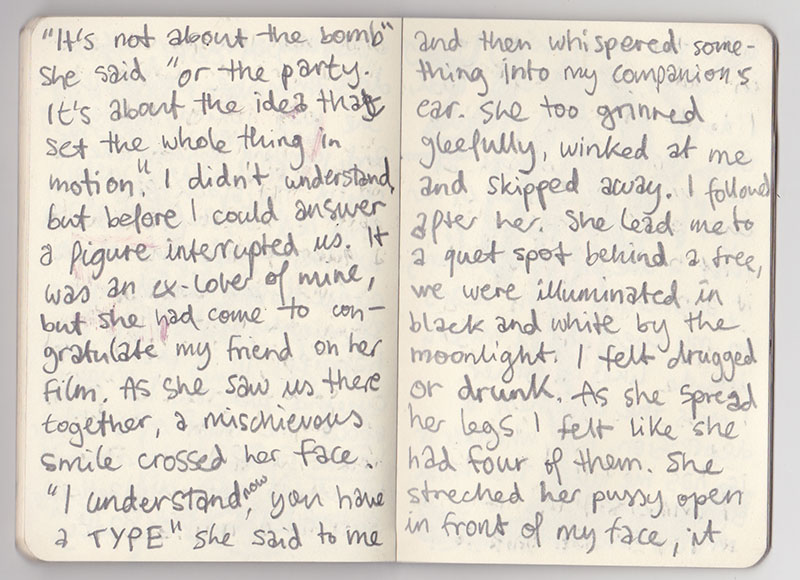 "It's not about the bomb"
she said "or the party.
It's about the idea that
set the whole thing in
motion." I didn't understand,
but before I could answer
a figure interrupted us. It
was an ex-lover of mine,
but she had come to con-
gratulate my friend on her
film. As she saw us there
together, a mischievous
smile crossed her face.
"I understand, now you have
a TYPE" she said to me
and then whispered some-
thing into my companion's
ear. She too grinned
gleefully, winked at me
and skipped away. I followed
after her. She lead me to
a quet spot behind a tree,
we were illuminated in
black and white by the
moonlight. I felt drugged
or drunk. As she spread
her legs I felt like she
had four of them. She
streched her pussy open
in front of my face, it